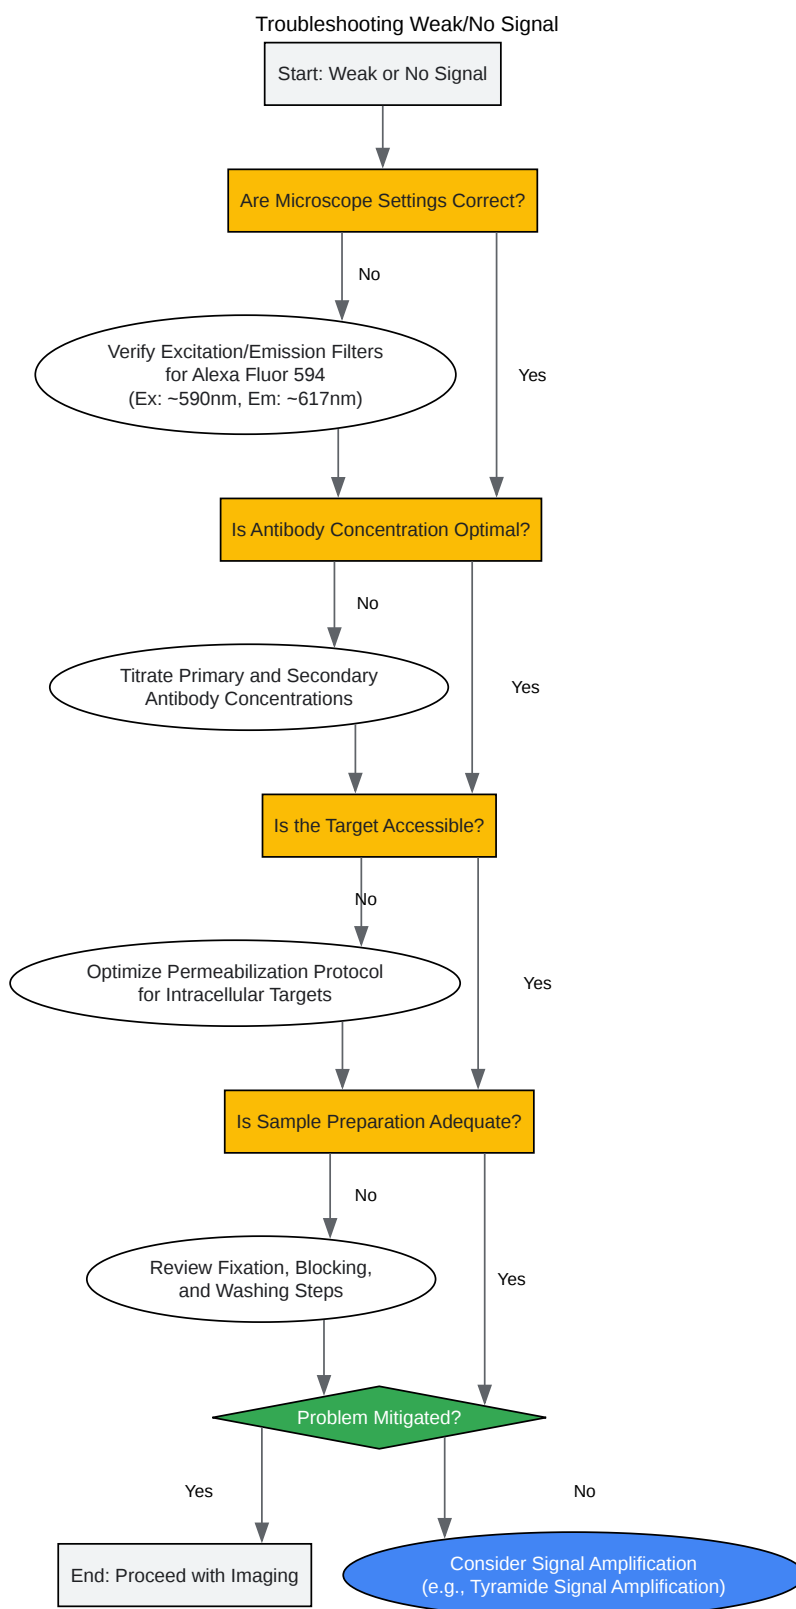 Troubleshooting Weak/No Signal
Start: Weak or No Signal
Are Microscope Settings Correct?
No
Verify Excitation/Emission Filters
for Alexa Fluor 594
(Ex: ~590nm, Em: ~617nm)
Yes
Is Antibody Concentration Optimal?
No
Titrate Primary and Secondary
Antibody Concentrations
Yes
Is the Target Accessible?
No
Optimize Permeabilization Protocol
for Intracellular Targets
Yes
Is Sample Preparation Adequate?
No
Review Fixation, Blocking,
and Washing Steps
Yes
Problem Mitigated?
Yes
No
End: Proceed with Imaging
Consider Signal Amplification
(e.g., Tyramide Signal Amplification)